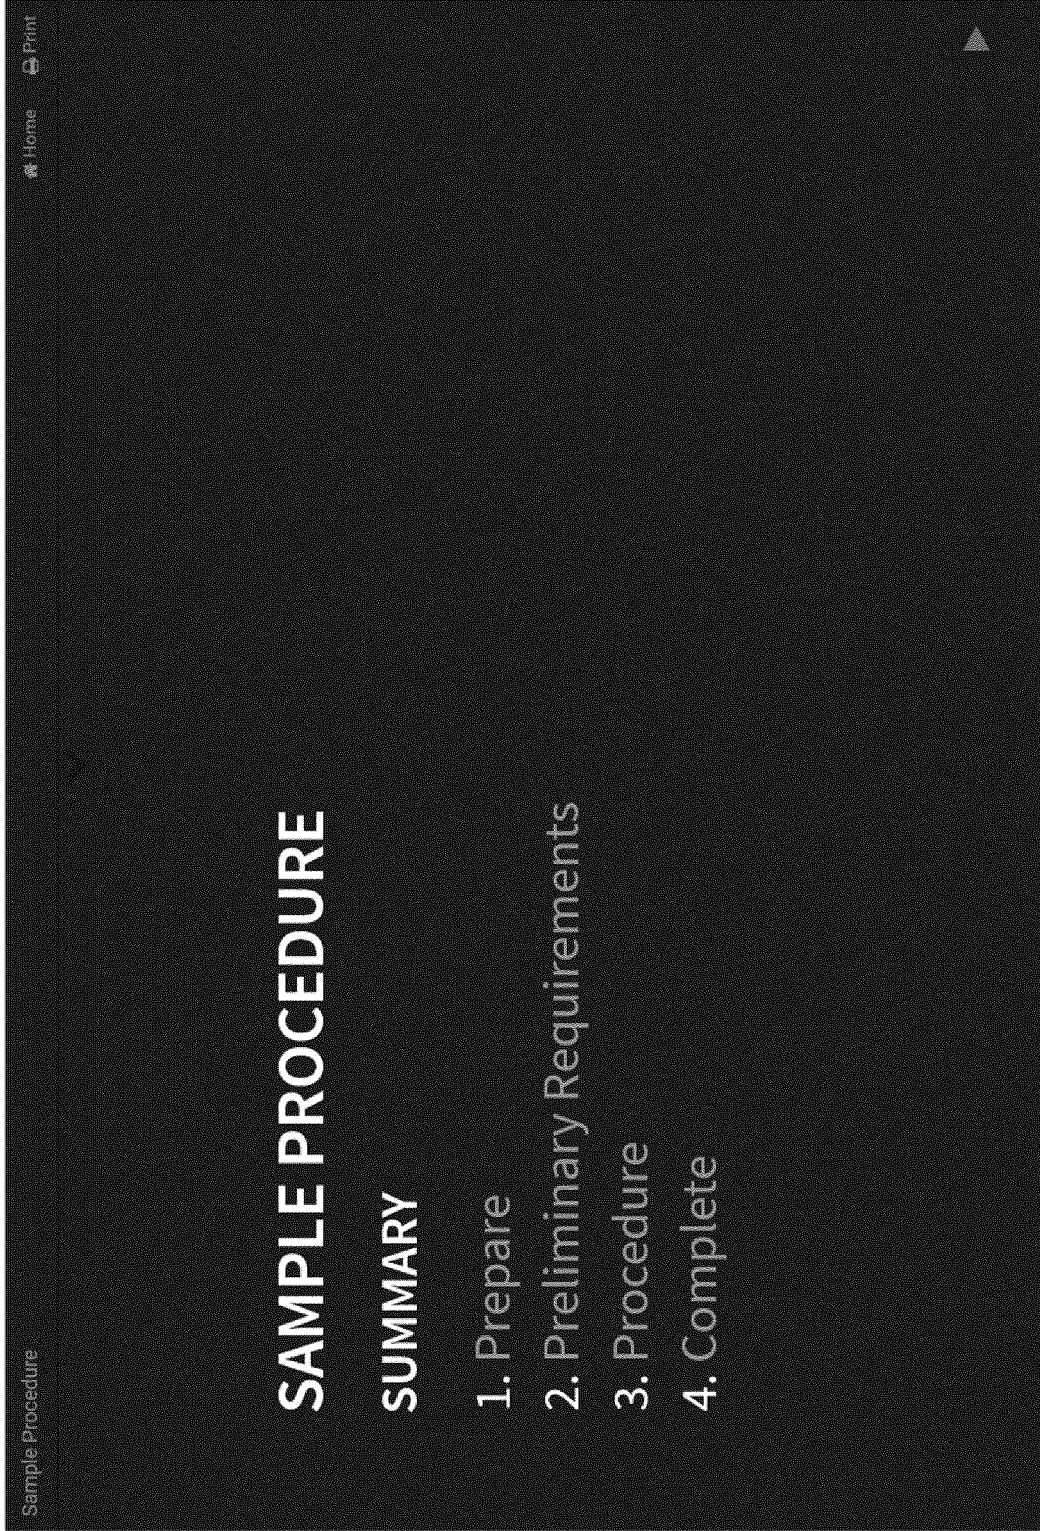 Sample Procedure
Home
Print
SAMPLE PROCEDURE
SUMMARY
1. Prepare
2. Preliminary Requirements
3. Procedure
4. Complete